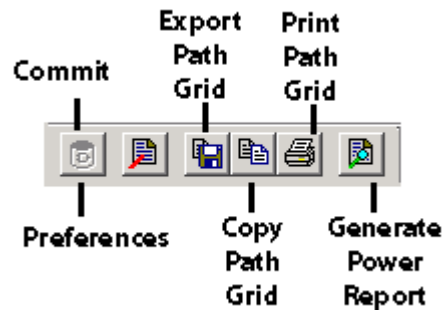 Export
Path
Grid
Print
Path
Grid
Commit
Preferences
Copy
Path
Grid
Generate
Power
Report